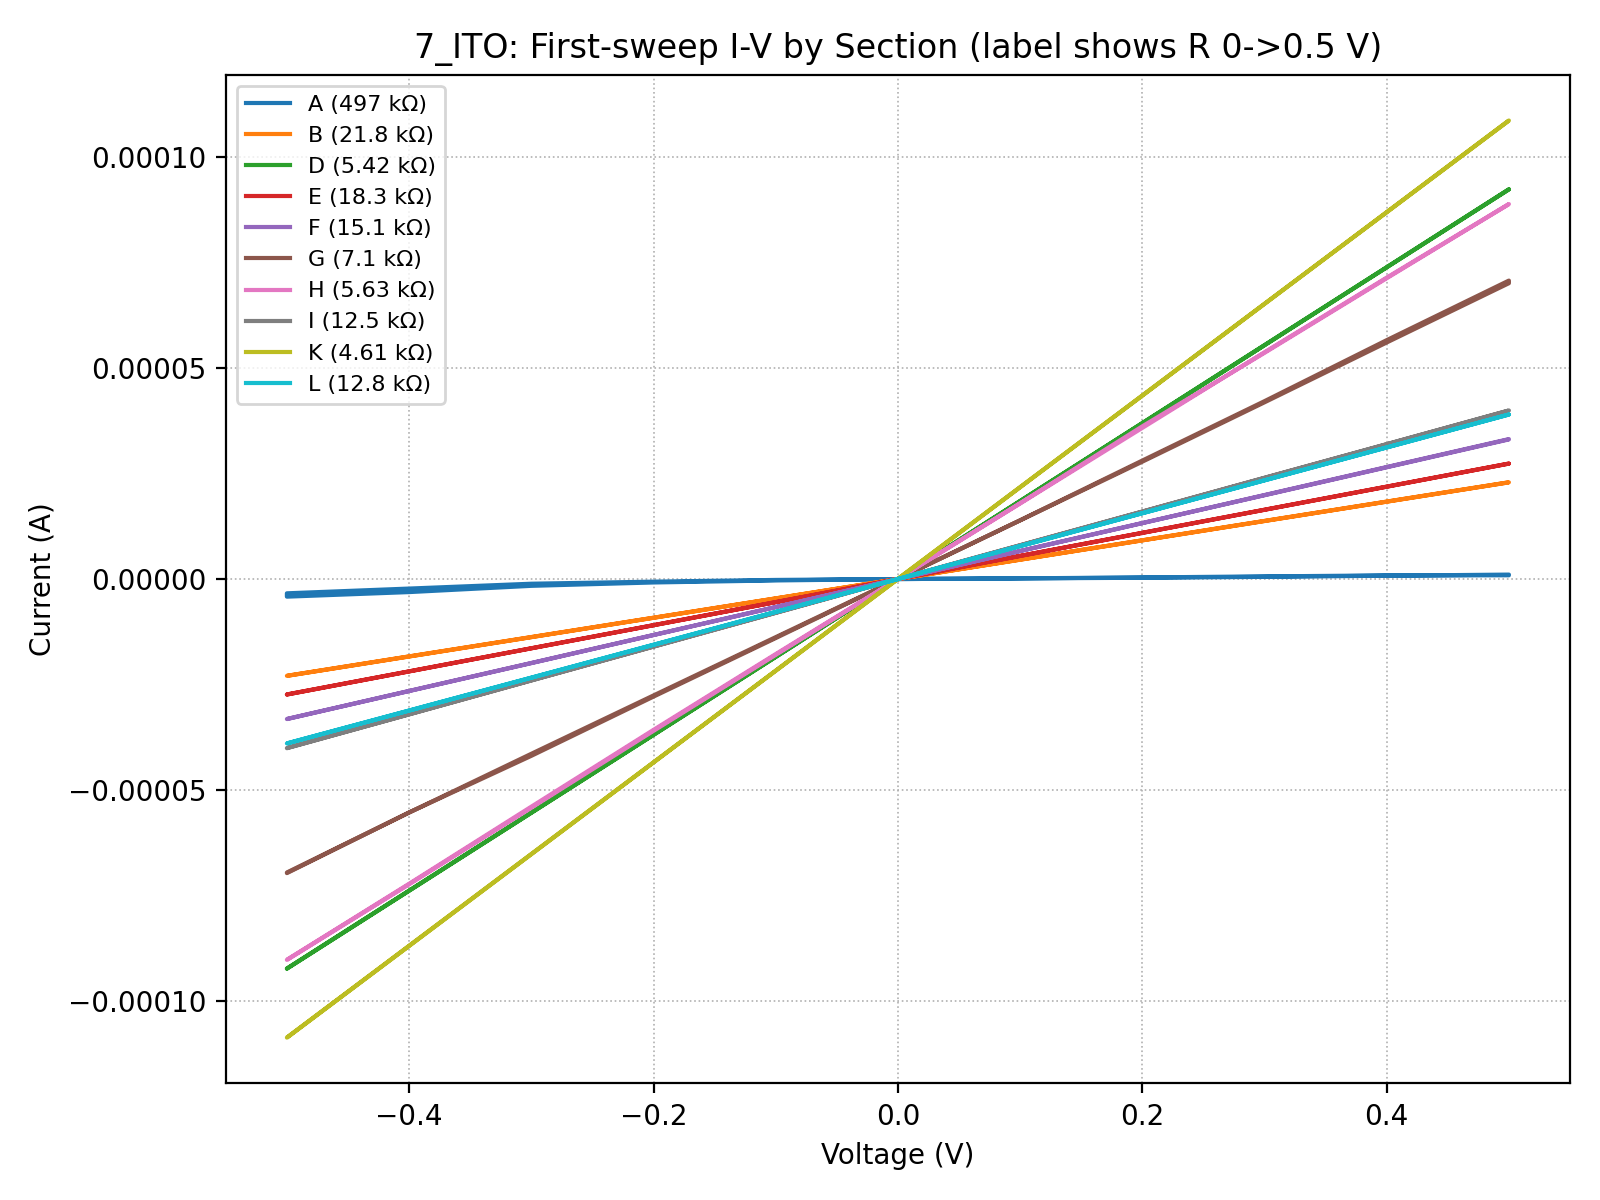 7_ITO: First-sweep I-V by Section (label shows R 0->0.5 V)
A (497 kΩ)
B (21.8 kΩ)
D (5.42 kΩ)
E (18.3 kΩ)
F (15.1 kΩ)
G (7.1 kΩ)
H (5.63 kΩ)
I (12.5 kΩ)
K (4.61 kΩ)
L (12.8 kΩ)
Current (A)
0.00010
0.00005
0.00000
−0.00005
−0.00010
−0.4
−0.2
0.0
0.2
0.4
Voltage (V)